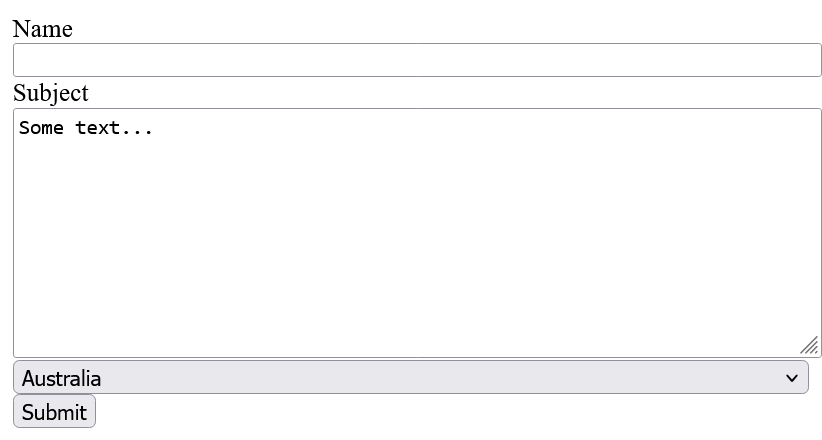 Name
Subject
Some text...
Australia
Submit